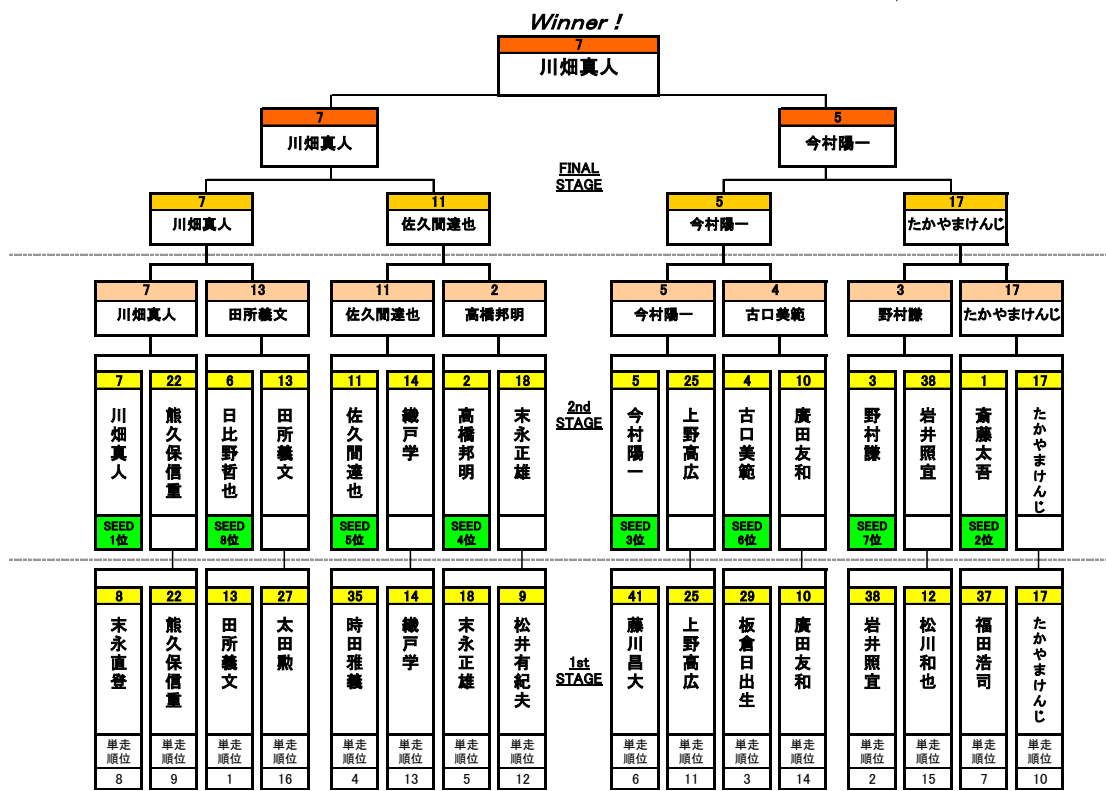 Winner !
7
川畑真人
7 5
川畑真人 今村陽一
FINAL
STAGE
7 11 5 17
川畑真人 佐久間達也 今村陽一 たかやまけんじ
7 13 11 2 5 4 3 17
川畑真人 田所義文 佐久間達也 高橋邦明 今村陽一 古口美範 野村謙 たかやまけんじ
7 22 6 13 11 14 2 18 5 25 4 10 3 38 1 17
川畑真人 熊久保信重 日比野哲也 田所義文 佐久間達也 織戸学 高橋邦明 末永正雄 今村陽一 上野高広 古口美範 廣田友和 野村謙 岩井照宜 斎藤太吾 たかやまけんじ
2nd
STAGE
SEED SEED SEED SEED SEED SEED SEED SEED
1位 8位 5位 4位 3位 6位 7位 2位
8 22 13 27 35 14 18 9 41 25 29 10 38 12 37 17
末永直登 熊久保信重 田所義文 太田勲 時田雅義 織戸学 末永正雄 松井有紀夫 藤川昌大 上野高広 板倉日出生 廣田友和 岩井照宜 松川和也 福田浩司 たかやまけんじ
1st
STAGE
単走 単走 単走 単走 単走 単走 単走 単走 単走 単走 単走 単走 単走 単走 単走 単走
順位 順位 順位 順位 順位 順位 順位 順位 順位 順位 順位 順位 順位 順位 順位 順位
8 9 1 16 4 13 5 12 6 11 3 14 2 15 7 10